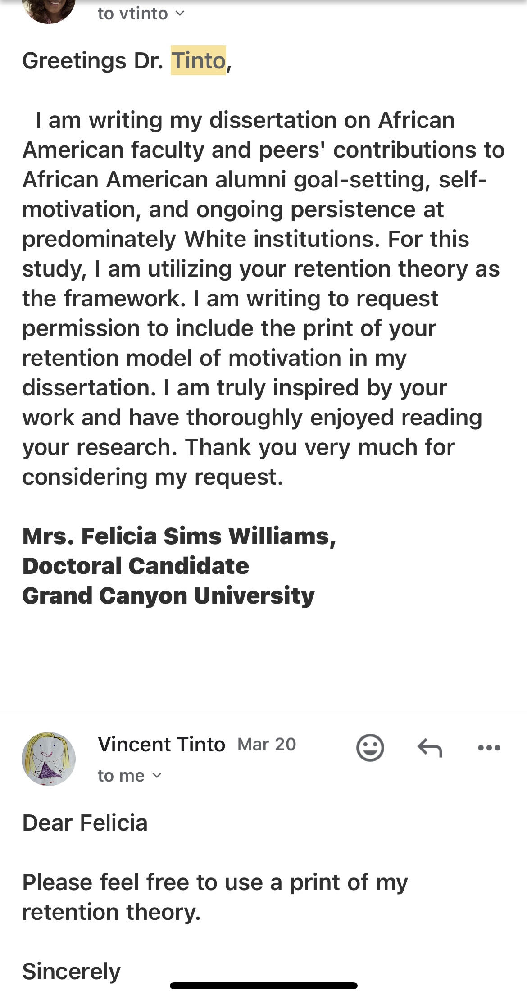 to vtinto
Greetings Dr. Tinto,
I am writing my dissertation on African
American faculty and peers' contributions to
African American alumni goal-setting, self-
motivation, and ongoing persistence at
predominately White institutions. For this
study, I am utilizing your retention theory as
the framework. I am writing to request
permission to include the print of your
retention model of motivation in my
dissertation. I am truly inspired by your
work and have thoroughly enjoyed reading
your research. Thank you very much for
considering my request.
Mrs. Felicia Sims Williams,
Doctoral Candidate
Grand Canyon University
Vincent Tinto Mar 20
to me
Dear Felicia
Please feel free to use a print of my
retention theory.
Sincerely